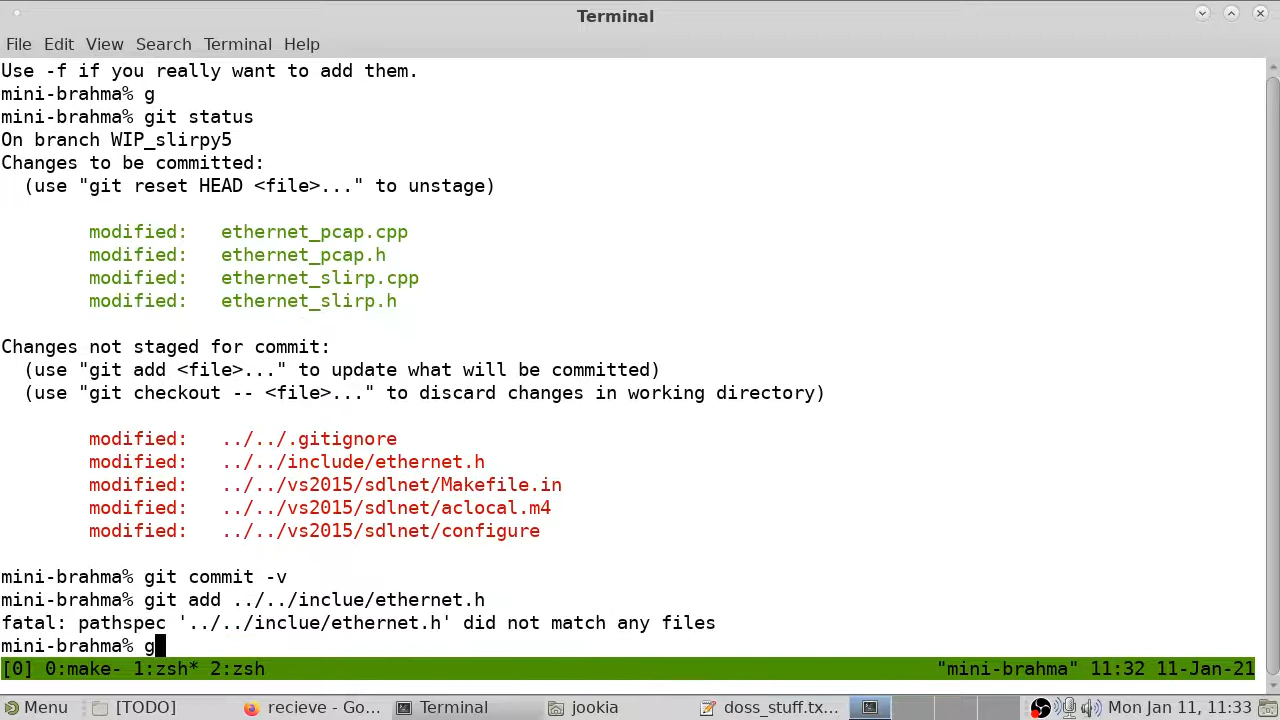 Terminal
File Edit View Search Terminal Help
Use -f if you really want to add them.
mini-brahma% g
mini-brahma% git status
On branch WIP_slirpy5
Changes to be committed:
  (use "git reset HEAD <file>..." to unstage)
        modified:   ethernet_pcap.cpp
        modified:   ethernet_pcap.h
        modified:   ethernet_slirp.cpp
        modified:   ethernet_slirp.h
Changes not staged for commit:
  (use "git add <file>..." to update what will be committed)
  (use "git checkout -- <file>..." to discard changes in working directory)
        modified:   ../../.gitignore
        modified:   ../../include/ethernet.h
        modified:   ../../vs2015/sdlnet/Makefile.in
        modified:   ../../vs2015/sdlnet/aclocal.m4
        modified:   ../../vs2015/sdlnet/configure
mini-brahma% git commit -v
mini-brahma% git add ../../inclue/ethernet.h
fatal: pathspec '../../inclue/ethernet.h' did not match any files
mini-brahma% g
[0] 0:make- 1:zsh* 2:zsh "mini-brahma" 11:32 11-Jan-21
Menu [TODO] recieve - Go... Terminal jookia doss_stuff.tx... Mon Jan 11, 11:33